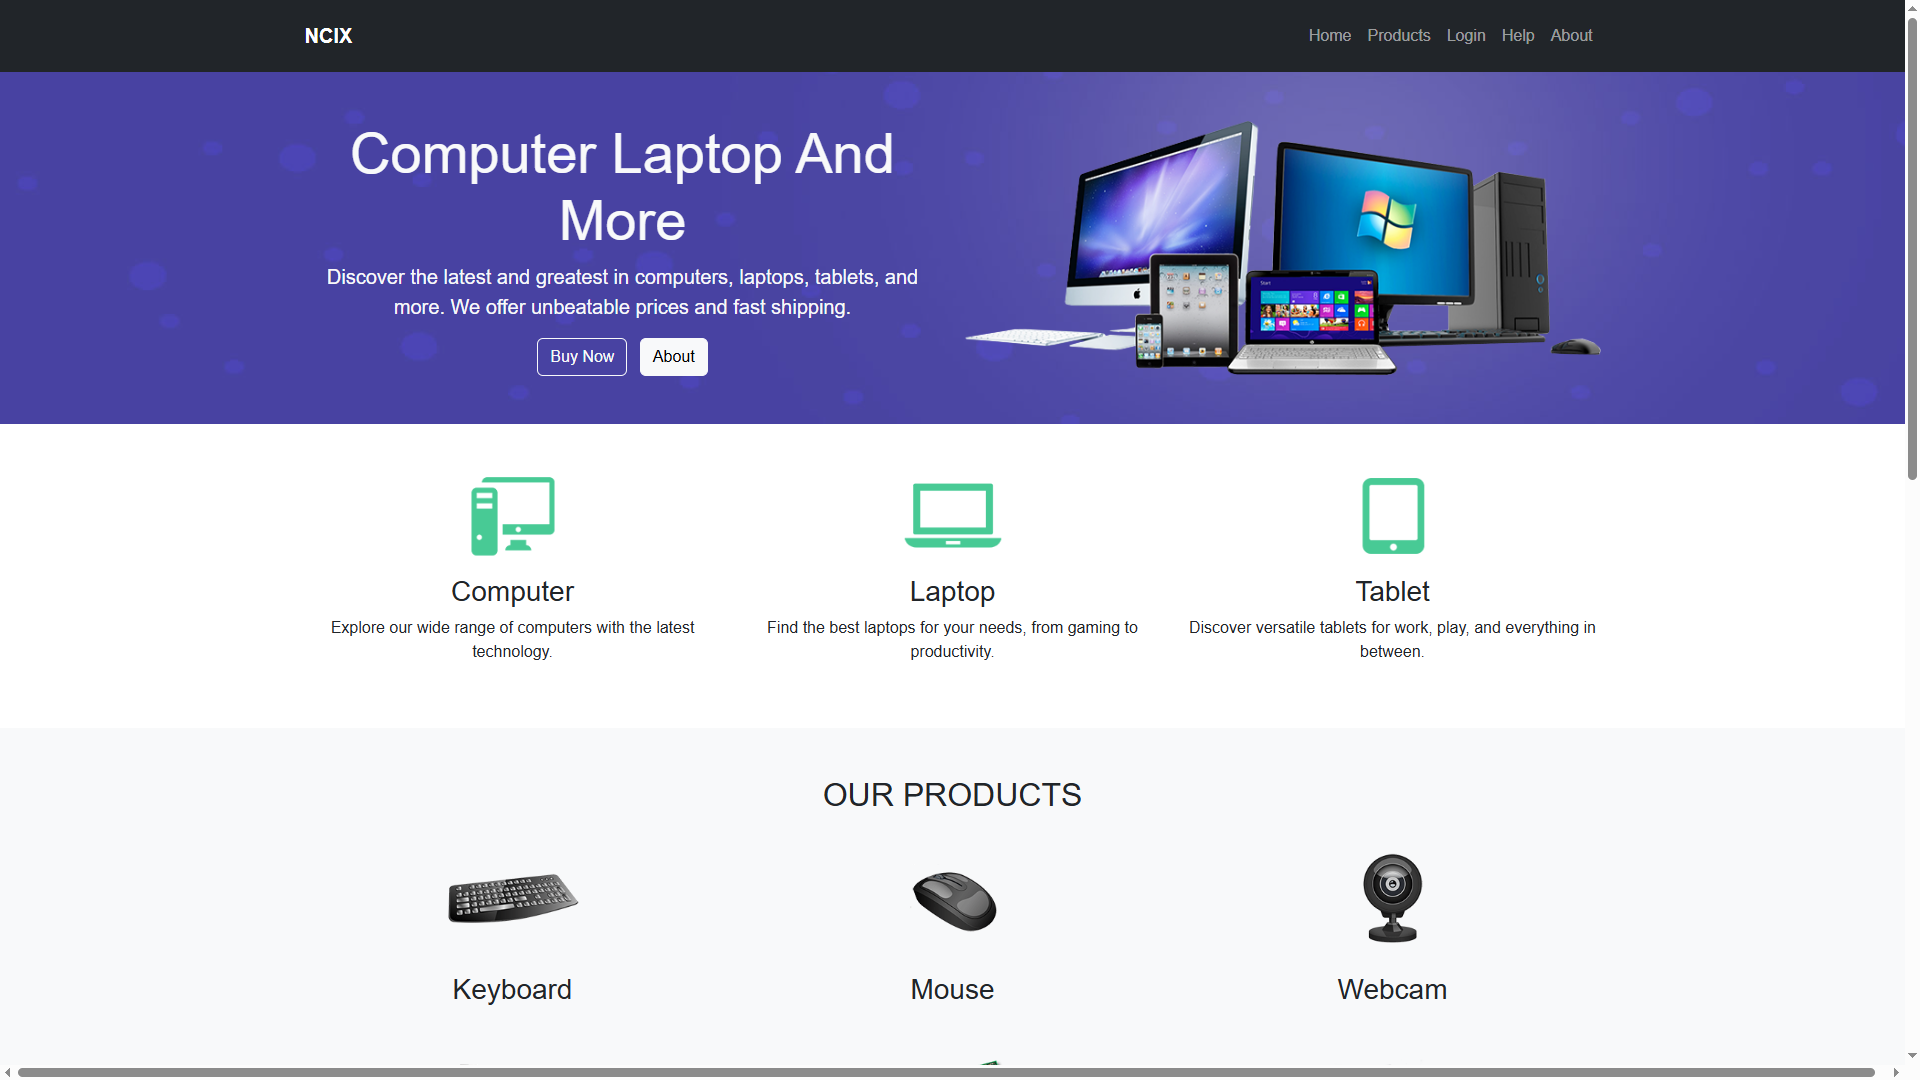 NCIX
Home Products Login Help About
Computer Laptop And
More
Discover the latest and greatest in computers, laptops, tablets, and
more. We offer unbeatable prices and fast shipping.
Buy Now About
Start
Computer Laptop Tablet
Explore our wide range of computers with the latest
technology.
Find the best laptops for your needs, from gaming to
productivity.
Discover versatile tablets for work, play, and everything in
between.
OUR PRODUCTS
Keyboard Mouse Webcam